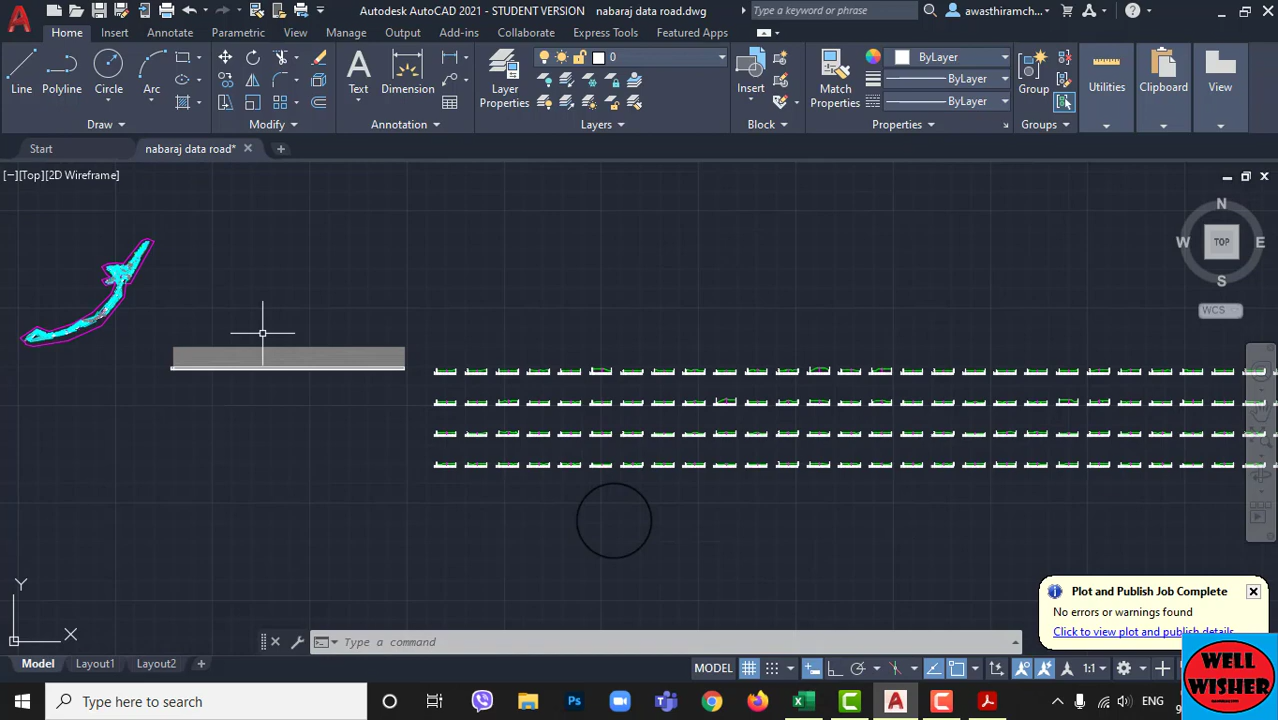 Autodesk AutoCAD 2021 - STUDENT VERSION nabaraj data road.dwg Type a keyword or phrase awasthiramch...
Home Insert Annotate Parametric View Manage Output Add-ins Collaborate Express Tools Featured Apps
Line Polyline Circle Arc Text Dimension Layer Properties 0 Insert Match Properties ByLayer ByLayer ByLayer Group Utilities Clipboard View
Draw Modify Annotation Layers Block Properties Groups
Start nabaraj data road*
[−][Top][2D Wireframe]
N
W TOP E
S
WCS
Y
X
Plot and Publish Job Complete
No errors or warnings found
Click to view plot and publish details...
Type a command
Model Layout1 Layout2 MODEL 1:1
WELL
WISHER
Type here to search ENG